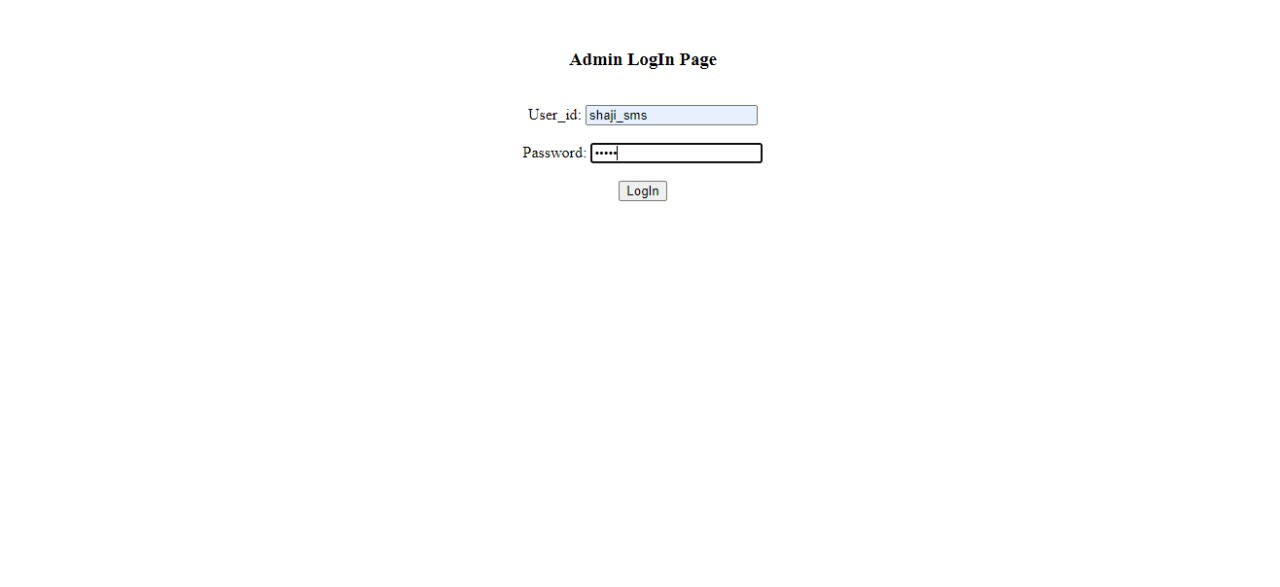 Admin LogIn Page
User_id: shaji_sms
Password: •••••
LogIn